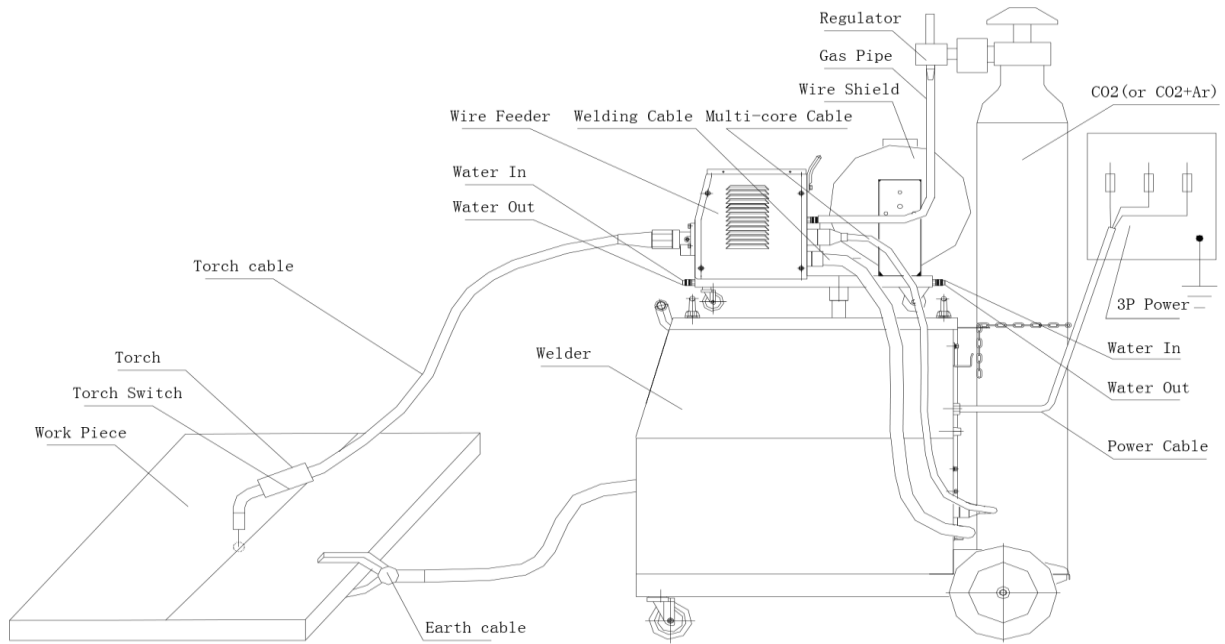 Regulator
Gas Pipe
Wire Shield
CO2(or CO2+Ar)
Wire Feeder
Welding Cable
Multi-core Cable
Water In
Water Out
Torch cable
3P Power
Welder
Water In
Torch
Water Out
Torch Switch
Work Piece
Power Cable
Earth cable